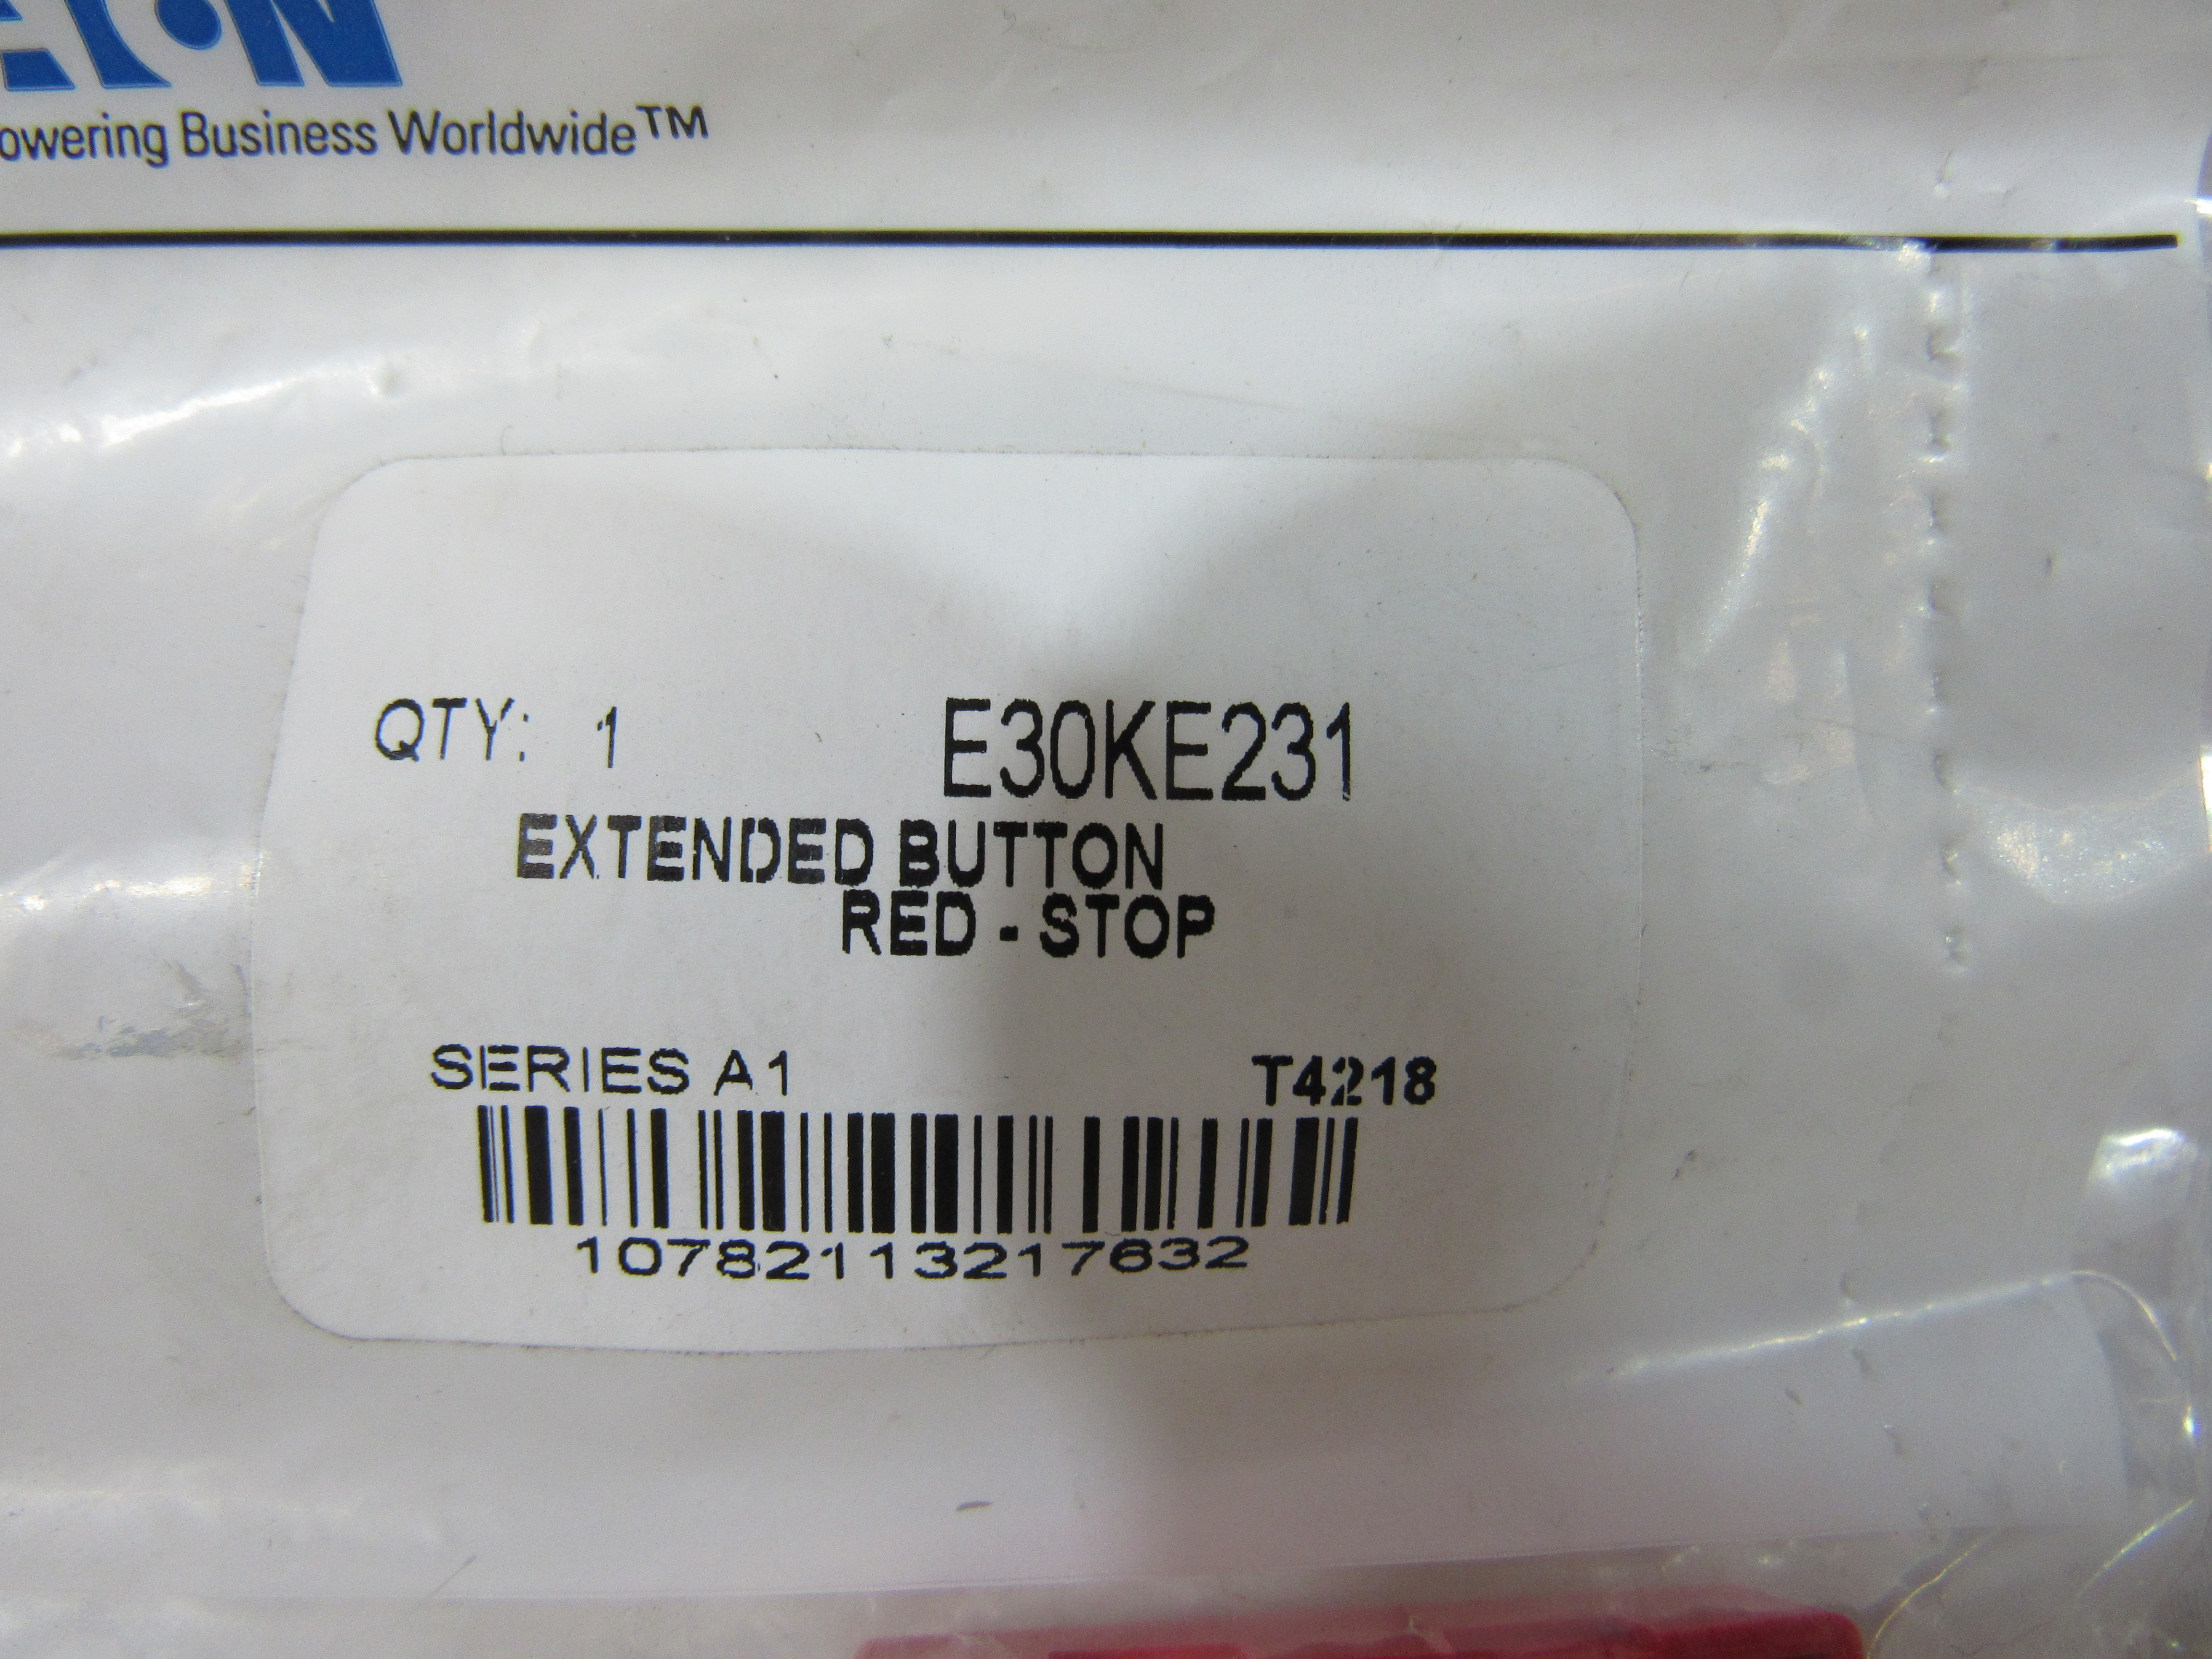 owering Business Worldwide™
QTY: 1 E30KE231
EXTENDED BUTTON
RED - STOP
SERIES A1 T4218
10782113217632